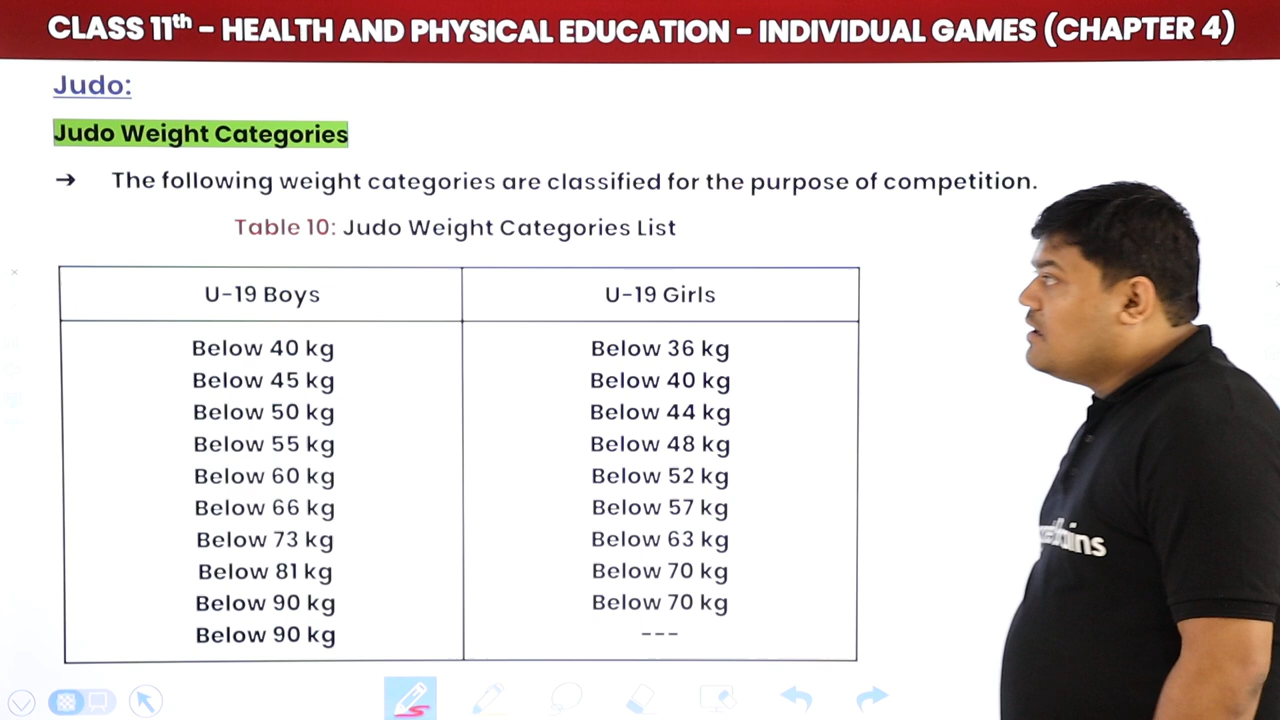 CLASS 11th - HEALTH AND PHYSICAL EDUCATION - INDIVIDUAL GAMES (CHAPTER 4)
Judo:
Judo Weight Categories
→ The following weight categories are classified for the purpose of competition.
Table 10: Judo Weight Categories List
U-19 Boys U-19 Girls
Below 40 kg Below 36 kg
Below 45 kg Below 40 kg
Below 50 kg Below 44 kg
Below 55 kg Below 48 kg
Below 60 kg Below 52 kg
Below 66 kg Below 57 kg
Below 73 kg Below 63 kg
Below 81 kg Below 70 kg
Below 90 kg Below 70 kg
Below 90 kg ---